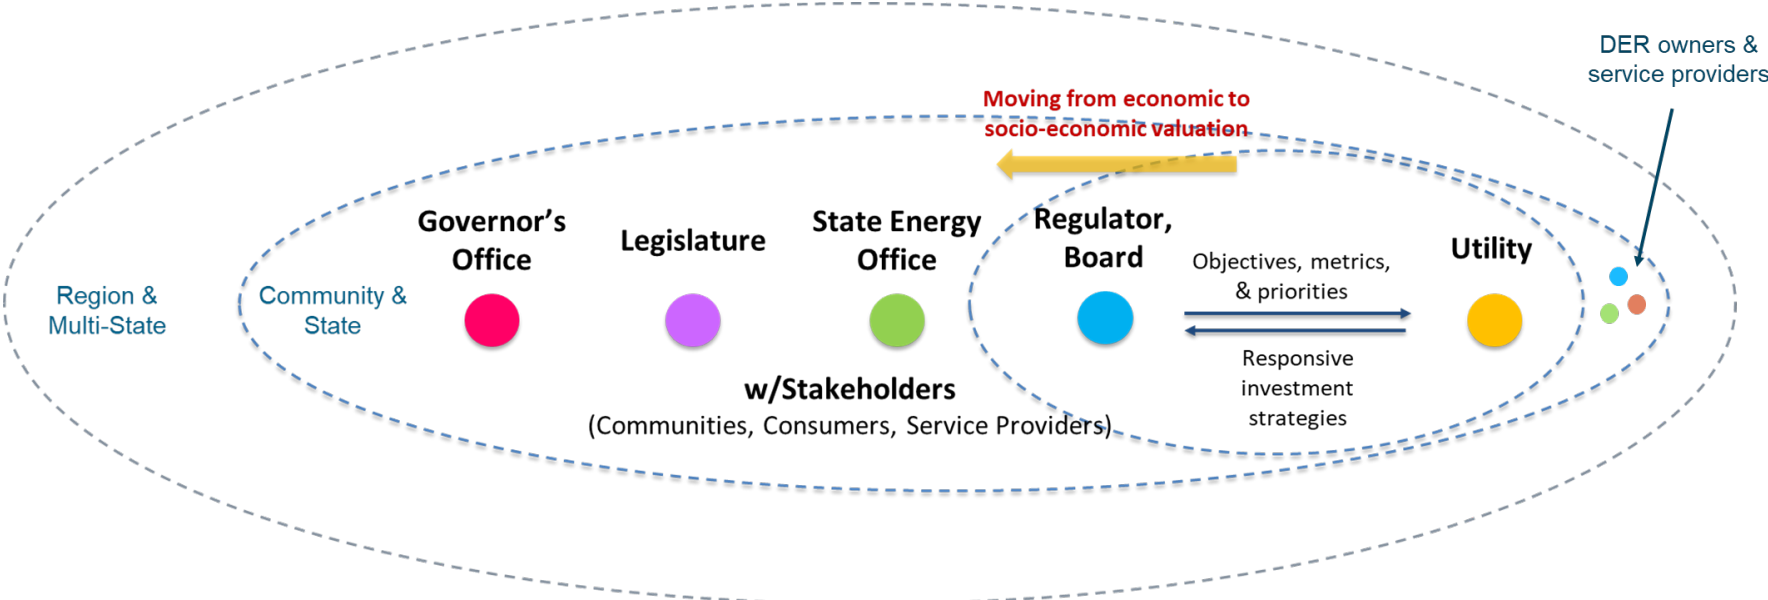 DER owners &
service providers
Moving from economic to
socio-economic valuation
Governor's
Office
Legislature
State Energy
Office
Regulator,
Board
Utility
Objectives, metrics,
& priorities
Region &
Multi-State
Community &
State
Responsive
investment
strategies
w/Stakeholders
(Communities, Consumers, Service Providers)